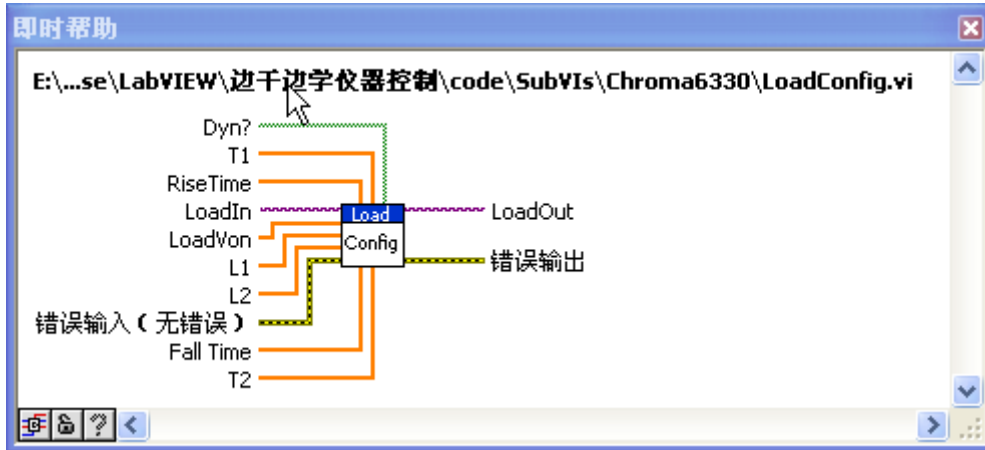 即时帮助
E:\...se\LabVIEW\边干边学仪器控制\code\SubVIs\Chroma6330\LoadConfig.vi
Dyn?
T1
RiseTime
LoadIn
LoadVon
L1
L2
错误输入(无错误)
Fall Time
T2
Load
Config
LoadOut
错误输出
?